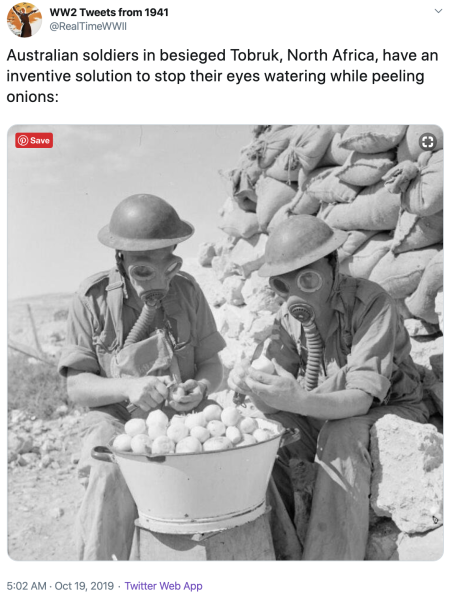 WW2 Tweets from 1941
@RealTimeWWII
Australian soldiers in besieged Tobruk, North Africa, have an
inventive solution to stop their eyes watering while peeling
onions:
Save
5:02 AM · Oct 19, 2019 · Twitter Web App